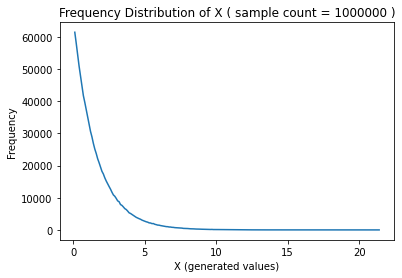 Frequency Distribution of X ( sample count = 1000000 )
60000
50000
40000
30000
20000
10000
0
Frequency
0 5 10 15 20
X (generated values)